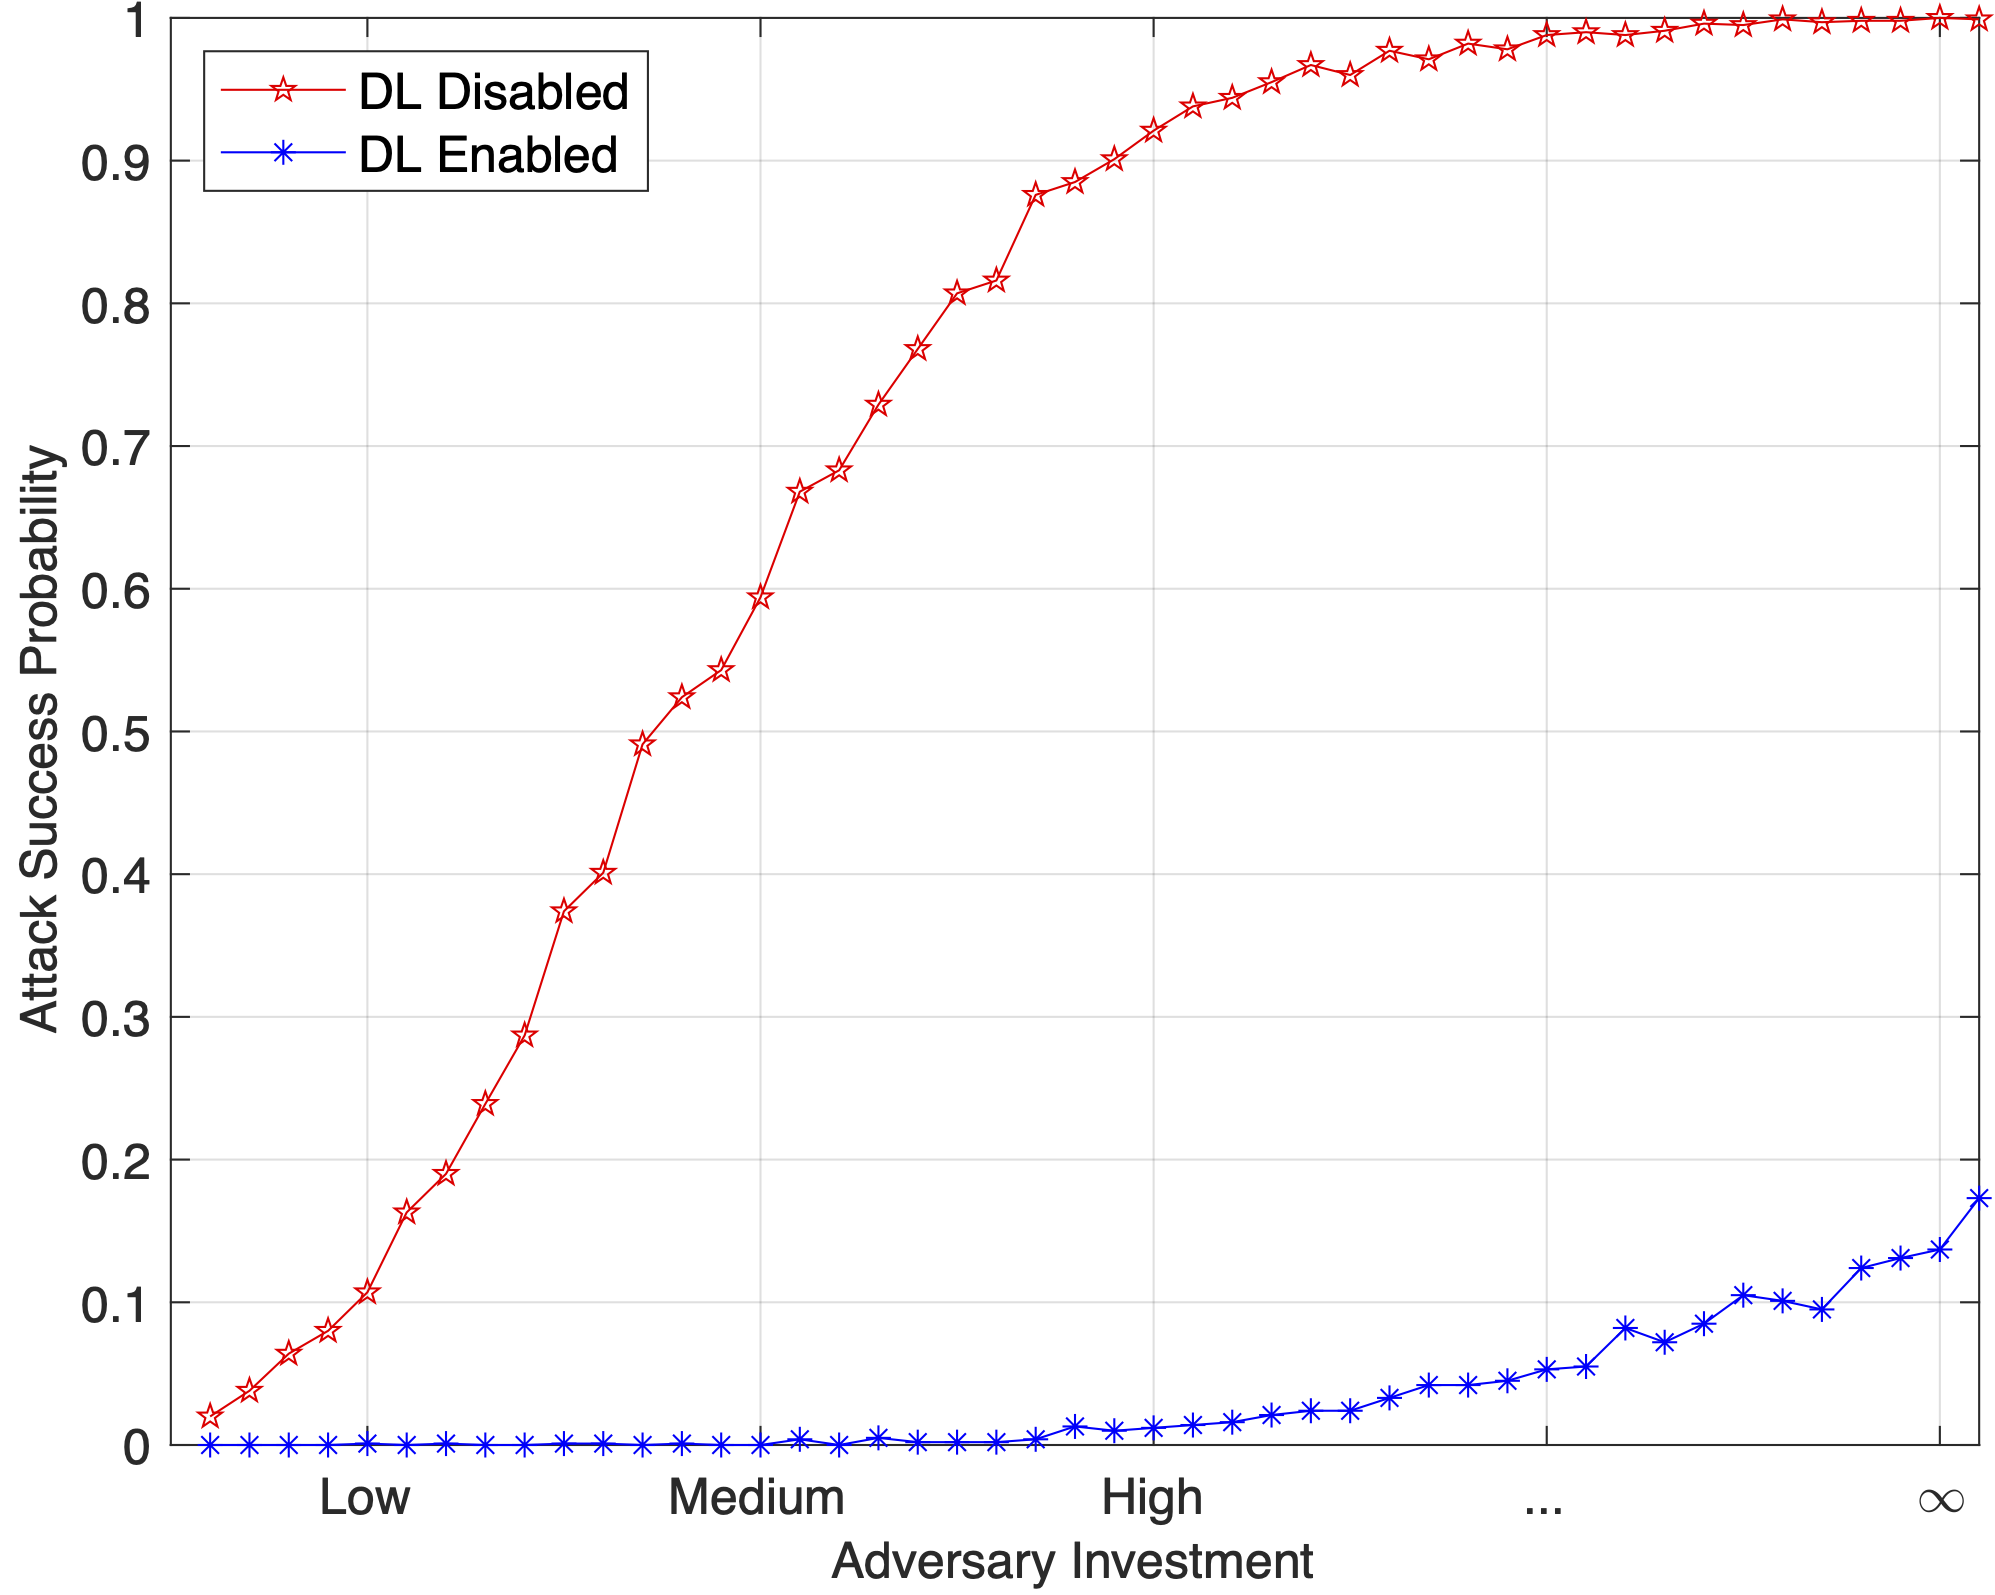 DL Disabled
DL Enabled
Attack Success Probability
1
0.9
0.8
0.7
0.6
0.5
0.4
0.3
0.2
0.1
0
Low Medium High ... ∞
Adversary Investment